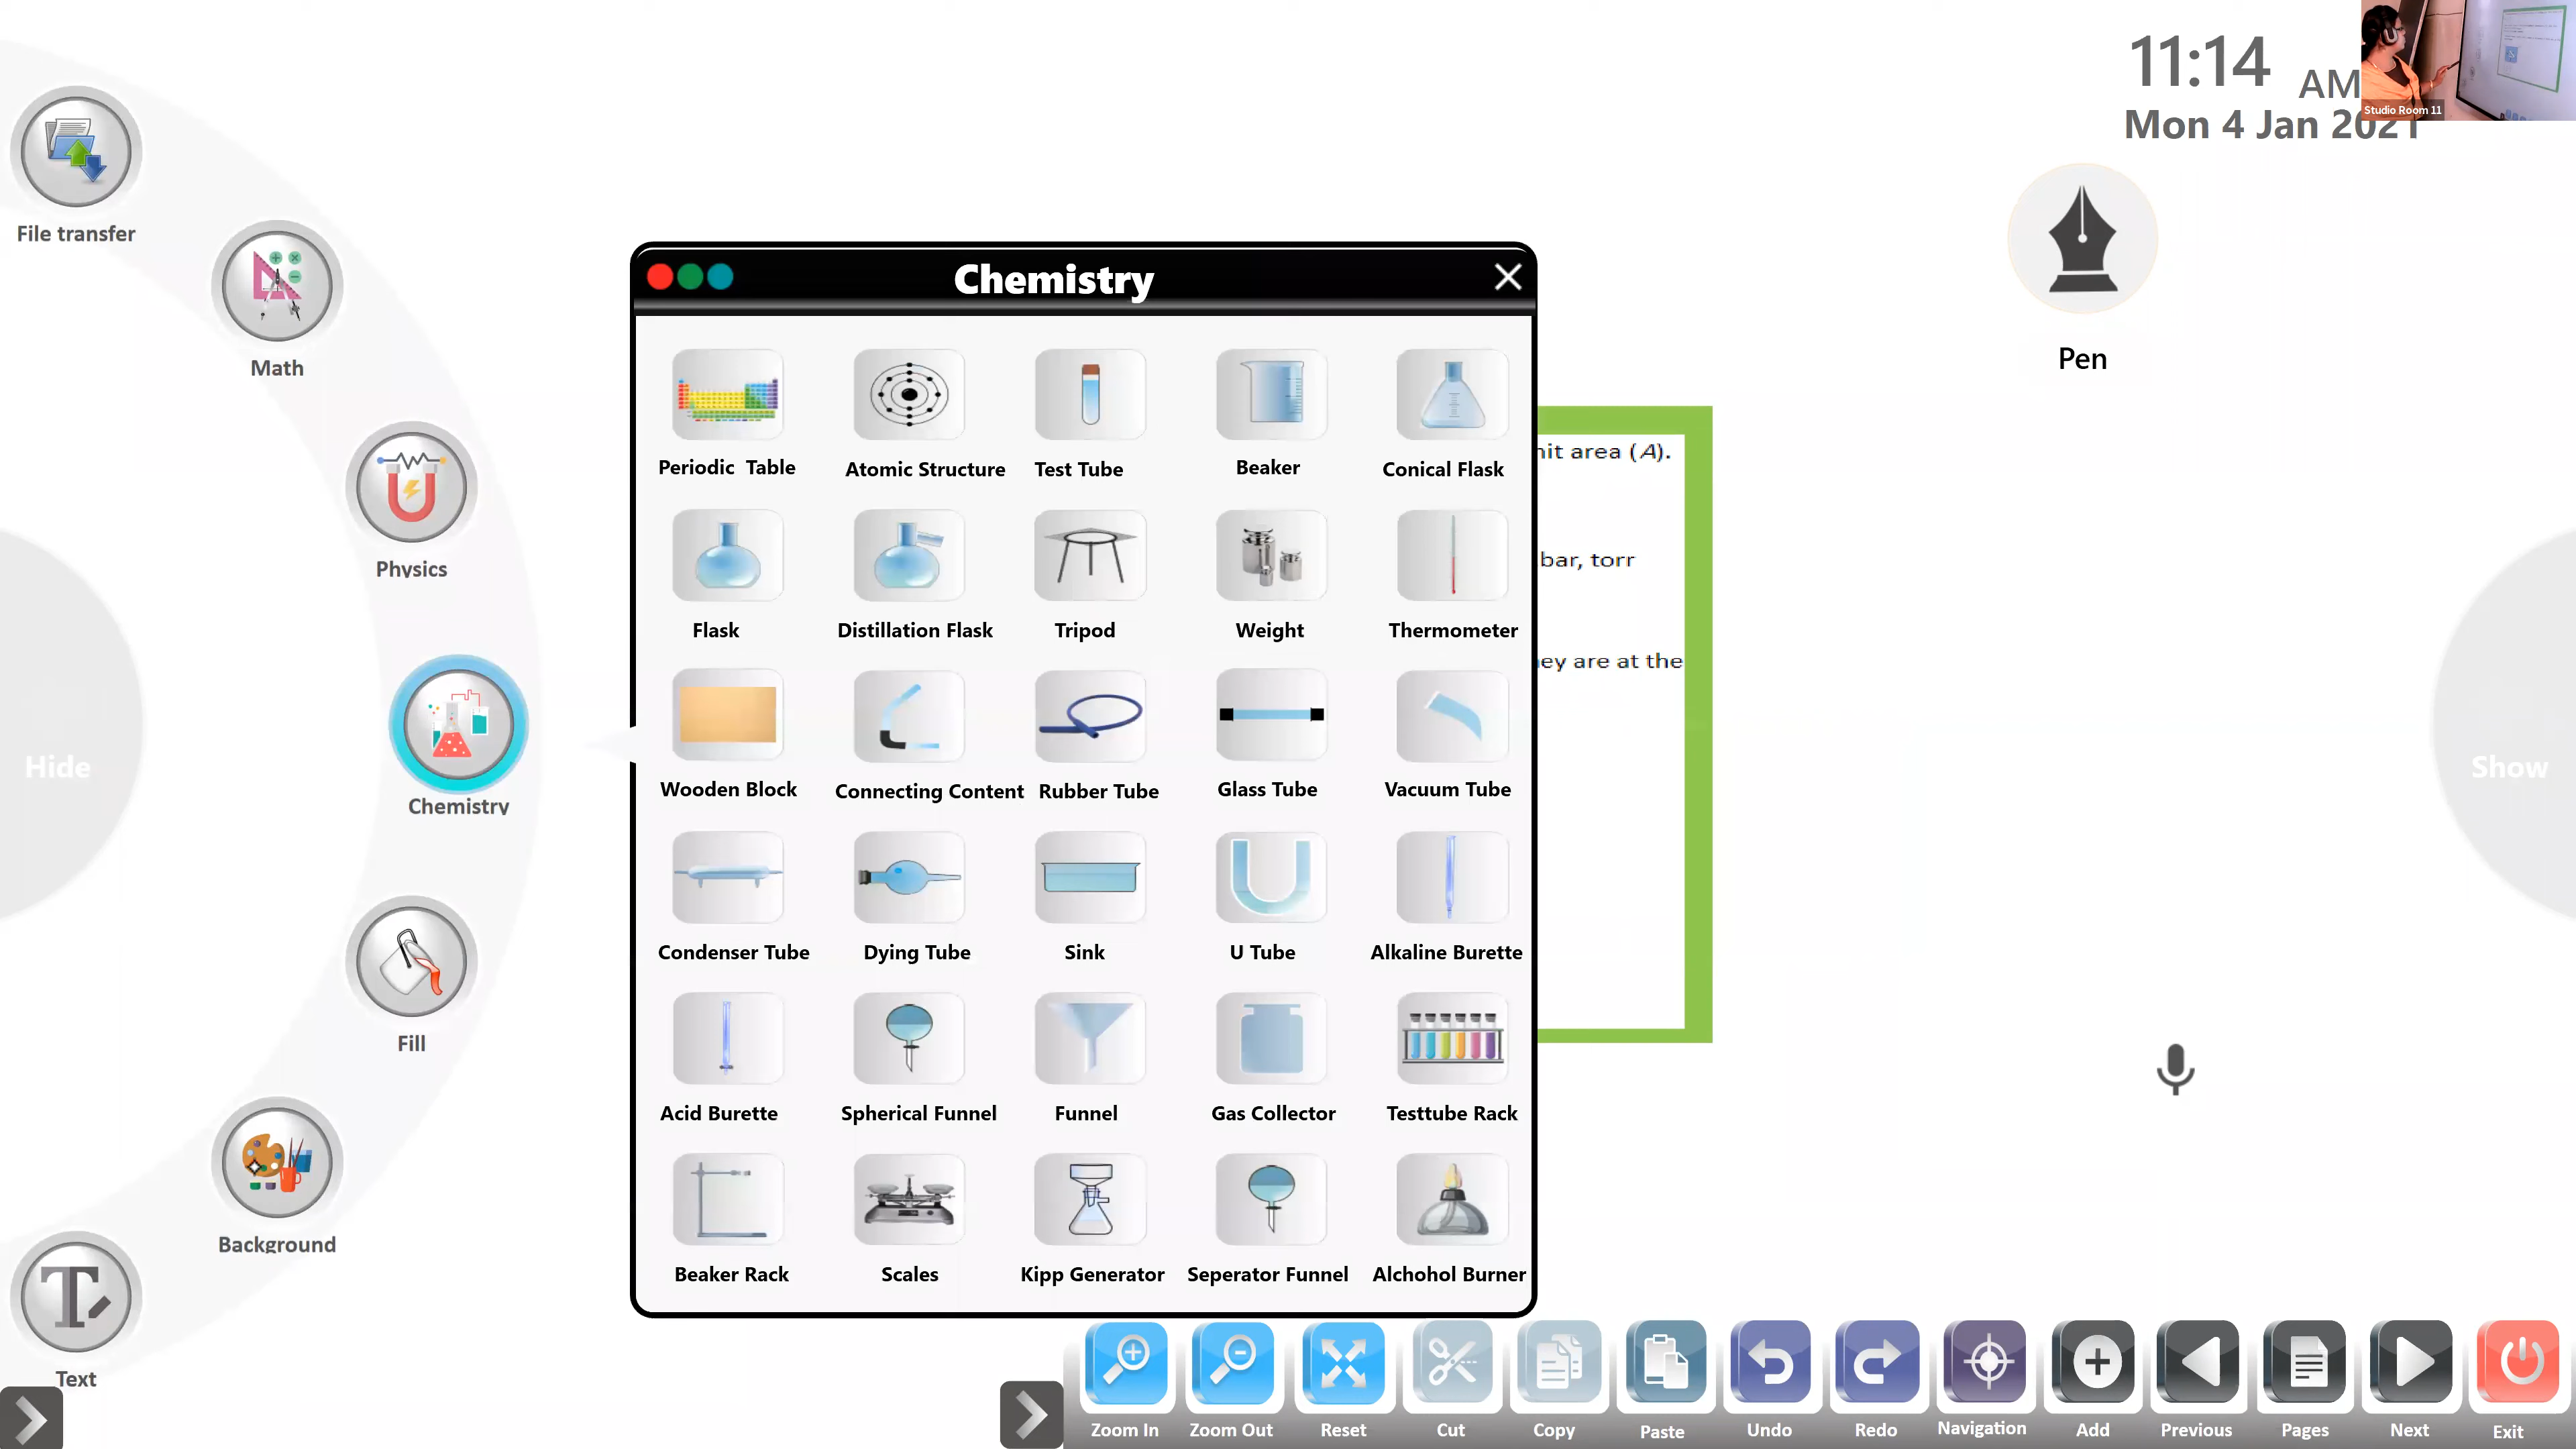 11:14 AM
Mon 4 Jan 2021
Studio Room 11
File transfer
Math
Physics
Chemistry
Fill
Background
Text
Hide
Show
Pen
Chemistry
Periodic Table Atomic Structure Test Tube Beaker Conical Flask
Flask Distillation Flask Tripod Weight Thermometer
Wooden Block Connecting Content Rubber Tube Glass Tube Vacuum Tube
Condenser Tube Dying Tube Sink U Tube Alkaline Burette
Acid Burette Spherical Funnel Funnel Gas Collector Testtube Rack
Beaker Rack Scales Kipp Generator Seperator Funnel Alchohol Burner
area (A).
bar, torr
are at the
Zoom In Zoom Out Reset Cut Copy Paste Undo Redo Navigation Add Previous Pages Next Exit